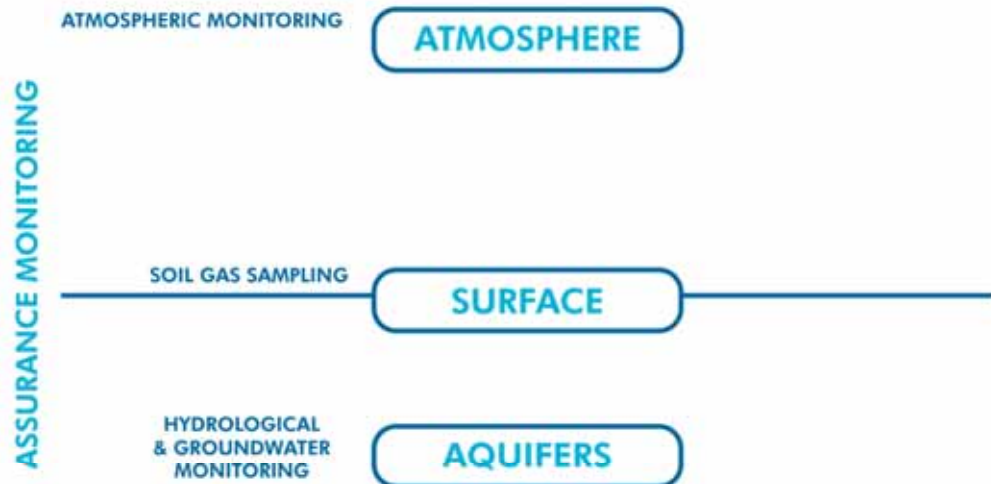 ATMOSPHERIC MONITORING
ATMOSPHERE
ASSURANCE MONITORING
SOIL GAS SAMPLING
SURFACE
HYDROLOGICAL
& GROUNDWATER
MONITORING
AQUIFERS